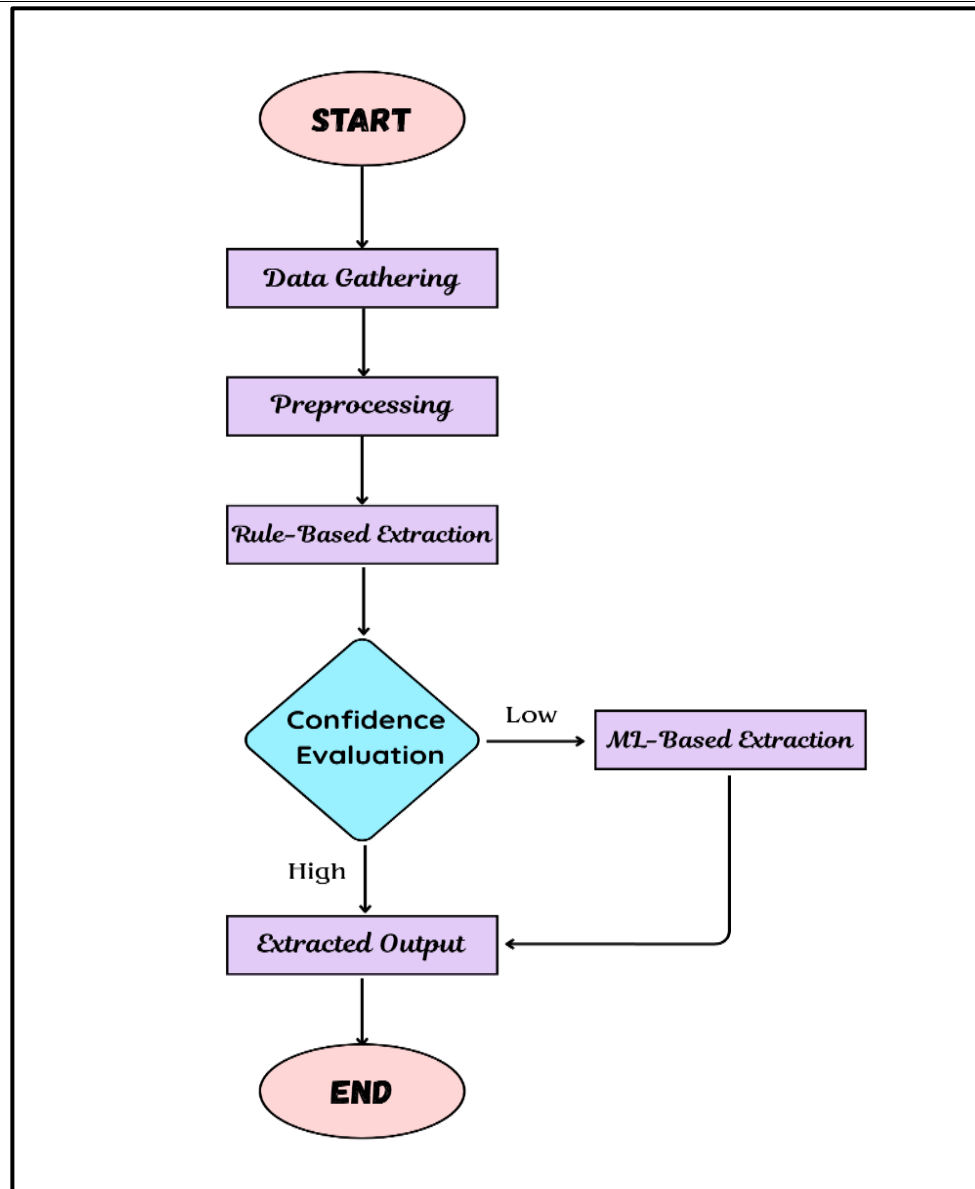 START
Data Gathering
Preprocessing
Rule-Based Extraction
Confidence
Evaluation
Low
ML-Based Extraction
High
Extracted Output
END